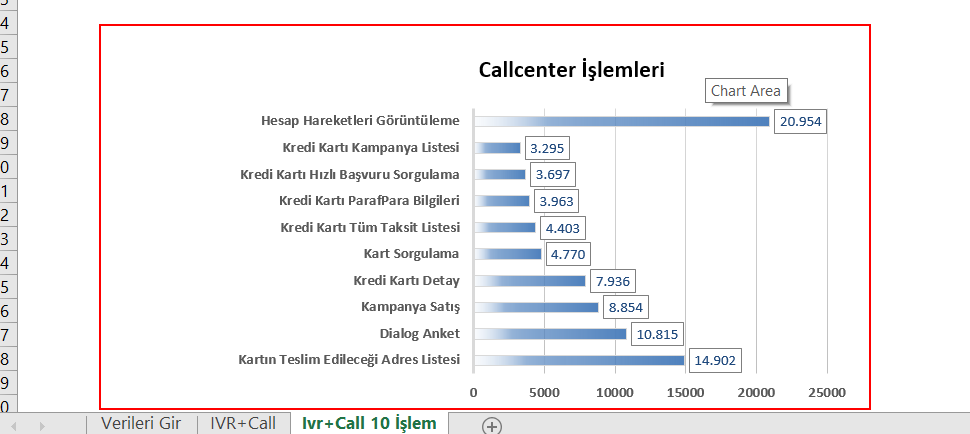 4
5
6
7
8
9
0
1
2
3
4
5
6
7
8
9
Callcenter İşlemleri
Chart Area
Hesap Hareketleri Görüntüleme 20.954
Kredi Kartı Kampanya Listesi 3.295
Kredi Kartı Hızlı Başvuru Sorgulama 3.697
Kredi Kartı ParafPara Bilgileri 3.963
Kredi Kartı Tüm Taksit Listesi 4.403
Kart Sorgulama 4.770
Kredi Kartı Detay 7.936
Kampanya Satış 8.854
Dialog Anket 10.815
Kartın Teslim Edileceği Adres Listesi 14.902
0 5000 10000 15000 20000 25000
Verileri Gir IVR+Call Ivr+Call 10 İşlem